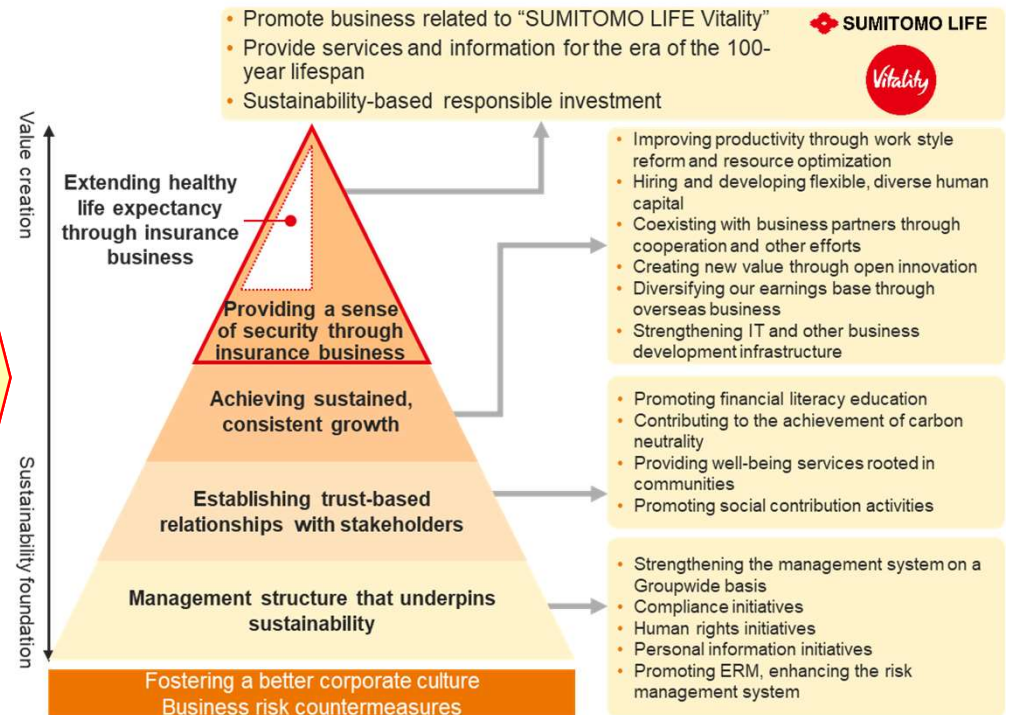 • Promote business related to “SUMITOMO LIFE Vitality”
• Provide services and information for the era of the 100-
year lifespan
• Sustainability-based responsible investment
SUMITOMO LIFE
Vitality
Value creation
Sustainability foundation
Extending healthy
life expectancy
through insurance
business
Providing a sense
of security through
insurance business
Achieving sustained,
consistent growth
Establishing trust-based
relationships with stakeholders
Management structure that underpins
sustainability
Fostering a better corporate culture
Business risk countermeasures
• Improving productivity through work style
reform and resource optimization
• Hiring and developing flexible, diverse human
capital
• Coexisting with business partners through
cooperation and other efforts
• Creating new value through open innovation
• Diversifying our earnings base through
overseas business
• Strengthening IT and other business
development infrastructure
• Promoting financial literacy education
• Contributing to the achievement of carbon
neutrality
• Providing well-being services rooted in
communities
• Promoting social contribution activities
• Strengthening the management system on a
Groupwide basis
• Compliance initiatives
• Human rights initiatives
• Personal information initiatives
• Promoting ERM, enhancing the risk
management system